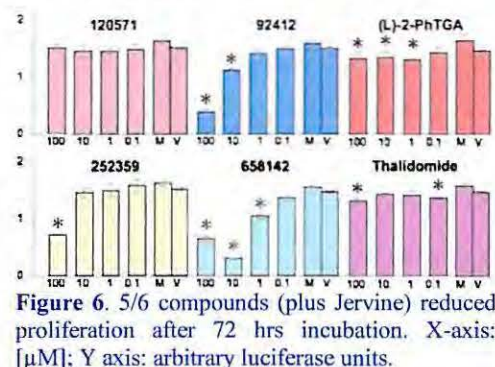 120571 92412 (L)-2-PhTGA
2
1
0
* * * * *
100 10 1 0.1 M V 100 10 1 0.1 M V 100 10 1 0.1 M V
252359 658142 Thalidomide
2
1
0
* * * * * *
100 10 1 0.1 M V 100 10 1 0.1 M V 100 10. 1 0.1 M V
Figure 6. 5/6 compounds (plus Jervine) reduced
proliferation after 72 hrs incubation. X-axis:
[µM]; Y axis: arbitrary luciferase units.